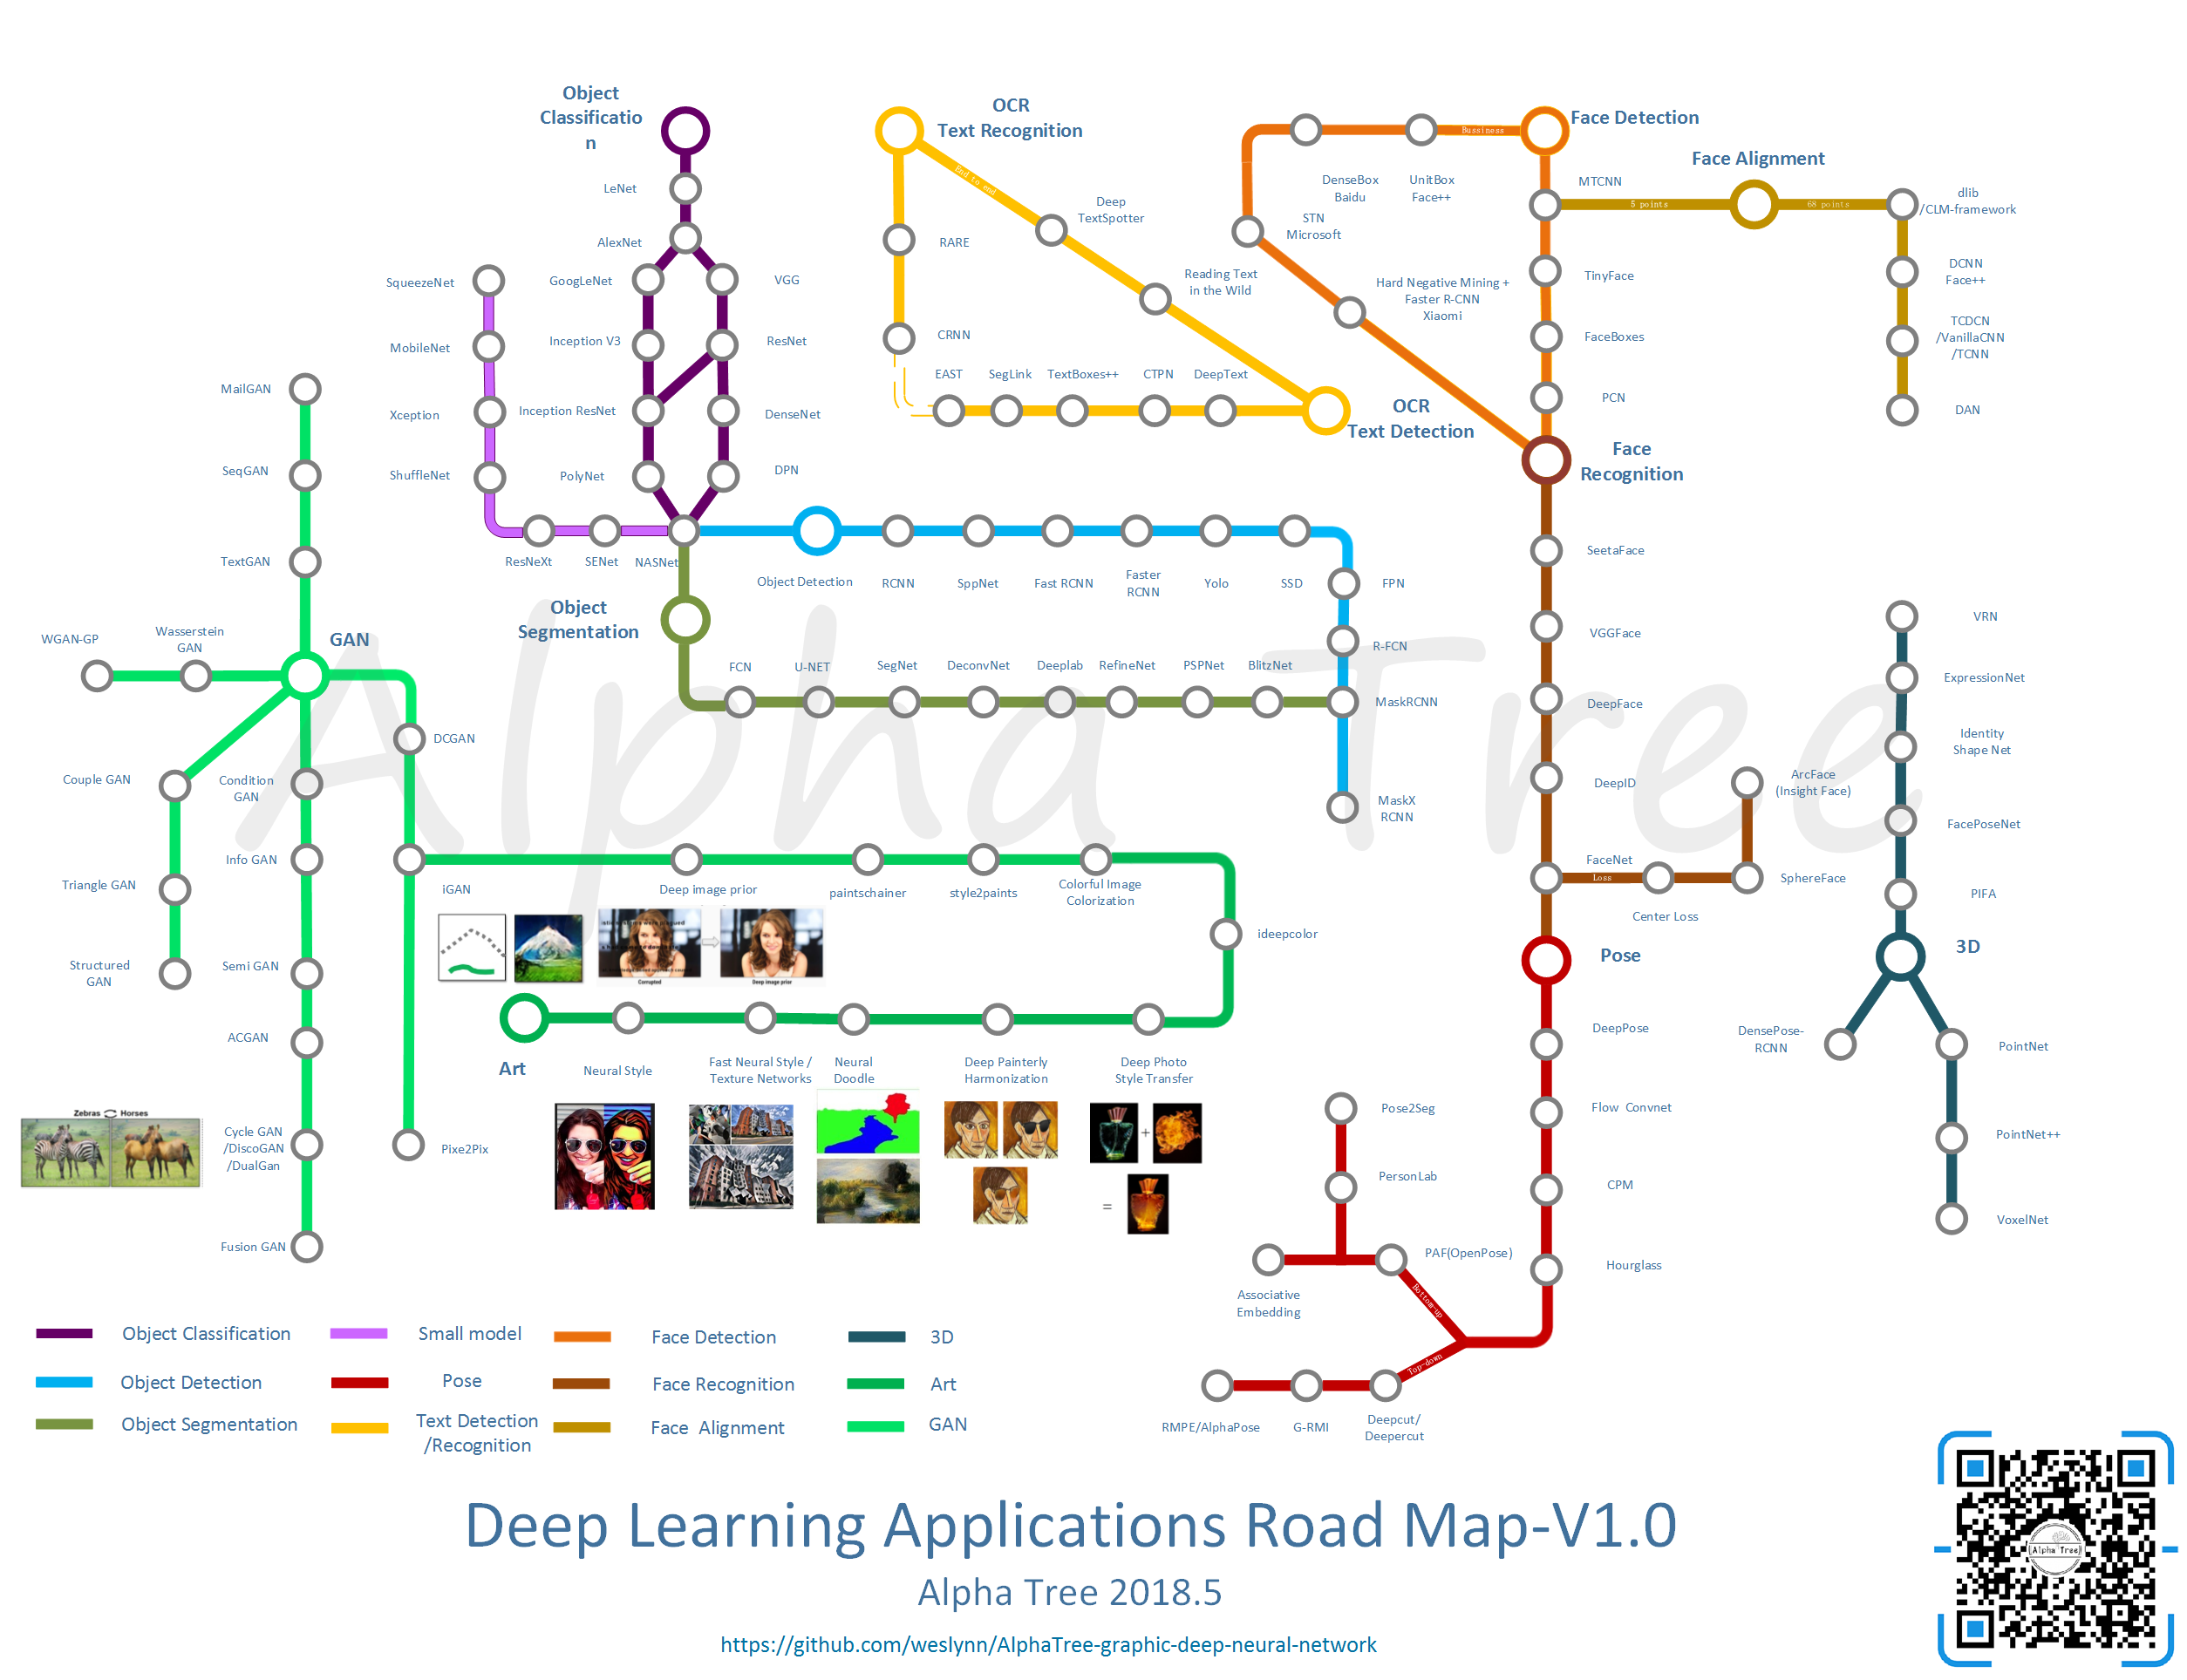 Object
Classificatio
n
LeNet
AlexNet
GoogLeNet
VGG
Inception V3
ResNet
Inception ResNet
DenseNet
PolyNet
DPN
SqueezeNet
MobileNet
Xception
ShuffleNet
ResNeXt
SENet
NASNet
OCR
Text Recognition
End to end
RARE
CRNN
Deep
TextSpotter
Reading Text
in the Wild
EAST
SegLink
TextBoxes++
CTPN
DeepText
OCR
Text Detection
Face Detection
Bussiness
DenseBox
Baidu
UnitBox
Face++
STN
Microsoft
Hard Negative Mining +
Faster R-CNN
Xiaomi
MTCNN
TinyFace
FaceBoxes
PCN
Face Alignment
5 points
68 points
dlib
/CLM-framework
DCNN
Face++
TCDCN
/VanillaCNN
/TCNN
DAN
Face
Recognition
SeetaFace
VGGFace
DeepFace
DeepID
FaceNet
Loss
Center Loss
SphereFace
ArcFace
(Insight Face)
Object Detection
RCNN
SppNet
Fast RCNN
Faster
RCNN
Yolo
SSD
FPN
R-FCN
MaskRCNN
MaskX
RCNN
Object
Segmentation
FCN
U-NET
SegNet
DeconvNet
Deeplab
RefineNet
PSPNet
BlitzNet
MailGAN
SeqGAN
TextGAN
GAN
WGAN-GP
Wasserstein
GAN
DCGAN
Couple GAN
Condition
GAN
Info GAN
Triangle GAN
Semi GAN
Structured
GAN
ACGAN
Zebras Horses
Cycle GAN
/DiscoGAN
/DualGan
Fusion GAN
Pixe2Pix
iGAN
Deep image prior
paintschainer
style2paints
Colorful Image
Colorization
ideepcolor
Corrupted
Deep image prior
Art
Neural Style
Fast Neural Style /
Texture Networks
Neural
Doodle
Deep Painterly
Harmonization
Deep Photo
Style Transfer
+
=
Alpha Tree
Pose
DeepPose
Flow Convnet
CPM
Hourglass
Pose2Seg
PersonLab
PAF(OpenPose)
Associative
Embedding
Bottom-up
Top-down
RMPE/AlphaPose
G-RMI
Deepcut/
Deepercut
VRN
ExpressionNet
Identity
Shape Net
FacePoseNet
PIFA
3D
DensePose-
RCNN
PointNet
PointNet++
VoxelNet
Object Classification
Small model
Face Detection
3D
Object Detection
Pose
Face Recognition
Art
Object Segmentation
Text Detection
/Recognition
Face Alignment
GAN
Deep Learning Applications Road Map-V1.0
Alpha Tree 2018.5
https://github.com/weslynn/AlphaTree-graphic-deep-neural-network
Alpha Tree